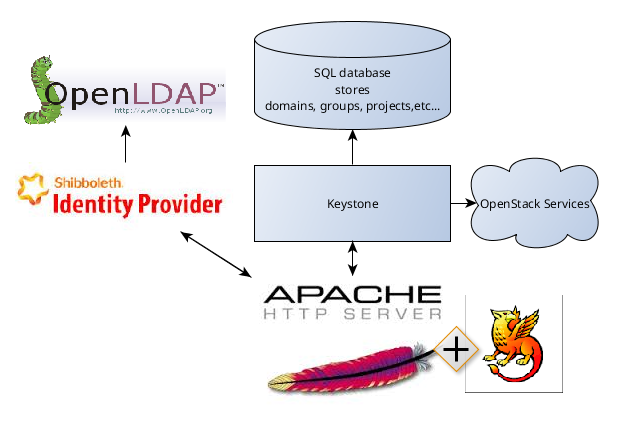 OpenLDAP™
http://www.OpenLDAP.org
SQL database
stores
domains, groups, projects,etc...
Shibboleth.
Identity Provider
Keystone
OpenStack Services
APACHE
HTTP SERVER